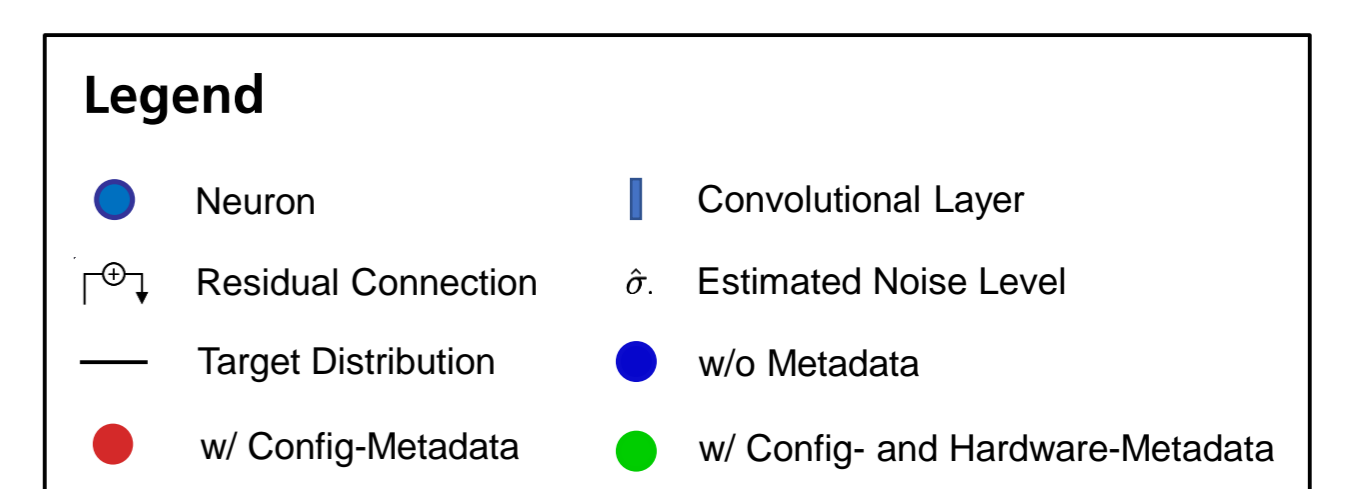 Legend
Neuron
Convolutional Layer
Residual Connection
σ̂. Estimated Noise Level
Target Distribution
w/o Metadata
w/ Config-Metadata
w/ Config- and Hardware-Metadata